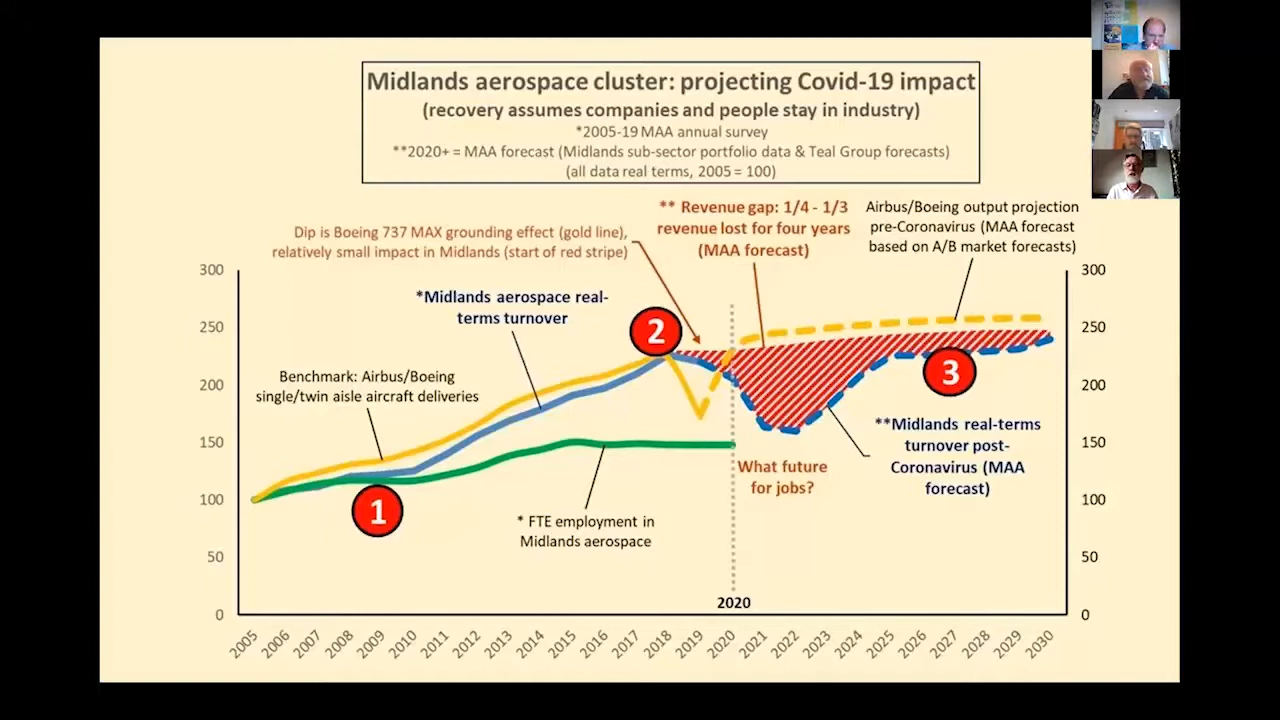 Midlands aerospace cluster: projecting Covid-19 impact
(recovery assumes companies and people stay in industry)
*2005-19 MAA annual survey
**2020+ = MAA forecast (Midlands sub-sector portfolio data & Teal Group forecasts)
(all data real terms, 2005 = 100)
** Revenue gap: 1/4 - 1/3
revenue lost for four years
(MAA forecast)
Airbus/Boeing output projection
pre-Coronavirus (MAA forecast
based on A/B market forecasts)
Dip is Boeing 737 MAX grounding effect (gold line),
relatively small impact in Midlands (start of red stripe)
*Midlands aerospace real-
terms turnover
Benchmark: Airbus/Boeing
single/twin aisle aircraft deliveries
1
2
3
**Midlands real-terms
turnover post-
Coronavirus (MAA
forecast)
What future
for jobs?
* FTE employment in
Midlands aerospace
2020
300
250
200
150
100
50
0
300
250
200
150
100
50
0
2005
2006
2007
2008
2009
2010
2011
2012
2013
2014
2015
2016
2017
2018
2019
2020
2021
2022
2023
2024
2025
2026
2027
2028
2029
2030